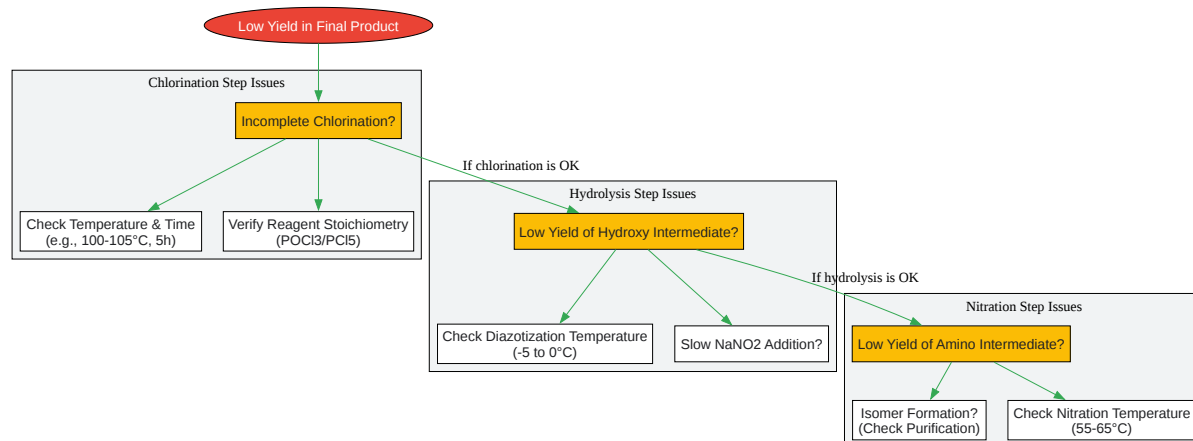 Low Yield in Final Product
Chlorination Step Issues
Incomplete Chlorination?
If chlorination is OK
Check Temperature & Time
(e.g., 100-105°C, 5h)
Verify Reagent Stoichiometry
(POCl3/PCl5)
Hydrolysis Step Issues
Low Yield of Hydroxy Intermediate?
If hydrolysis is OK
Check Diazotization Temperature
(-5 to 0°C)
Slow NaNO2 Addition?
Nitration Step Issues
Low Yield of Amino Intermediate?
Isomer Formation?
(Check Purification)
Check Nitration Temperature
(55-65°C)